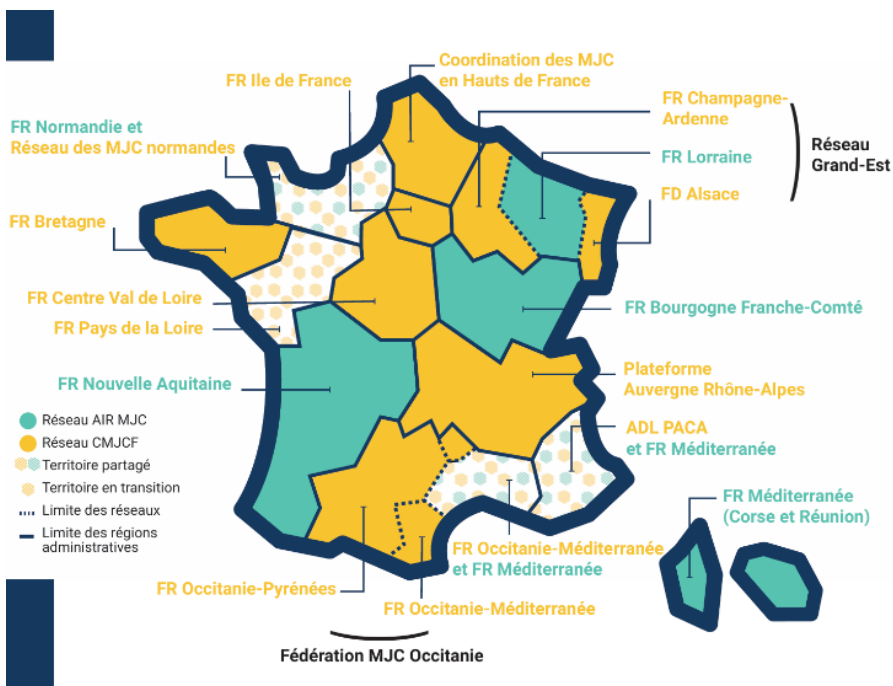 Coordination des MJC
en Hauts de France
FR Ile de France
FR Champagne-
Ardenne
FR Normandie et
Réseau des MJC normandes
Réseau
Grand-Est
FR Lorraine
FD Alsace
FR Bretagne
FR Centre Val de Loire
FR Bourgogne Franche-Comté
FR Pays de la Loire
Plateforme
Auvergne Rhône-Alpes
FR Nouvelle Aquitaine
Réseau AIR MJC
Réseau CMJCF
Territoire partagé
Territoire en transition
Limite des réseaux
Limite des régions
administratives
ADL PACA
et FR Méditerranée
FR Méditerranée
(Corse et Réunion)
FR Occitanie-Méditerranée
et FR Méditerranée
FR Occitanie-Pyrénées
FR Occitanie-Méditerranée
Fédération MJC Occitanie